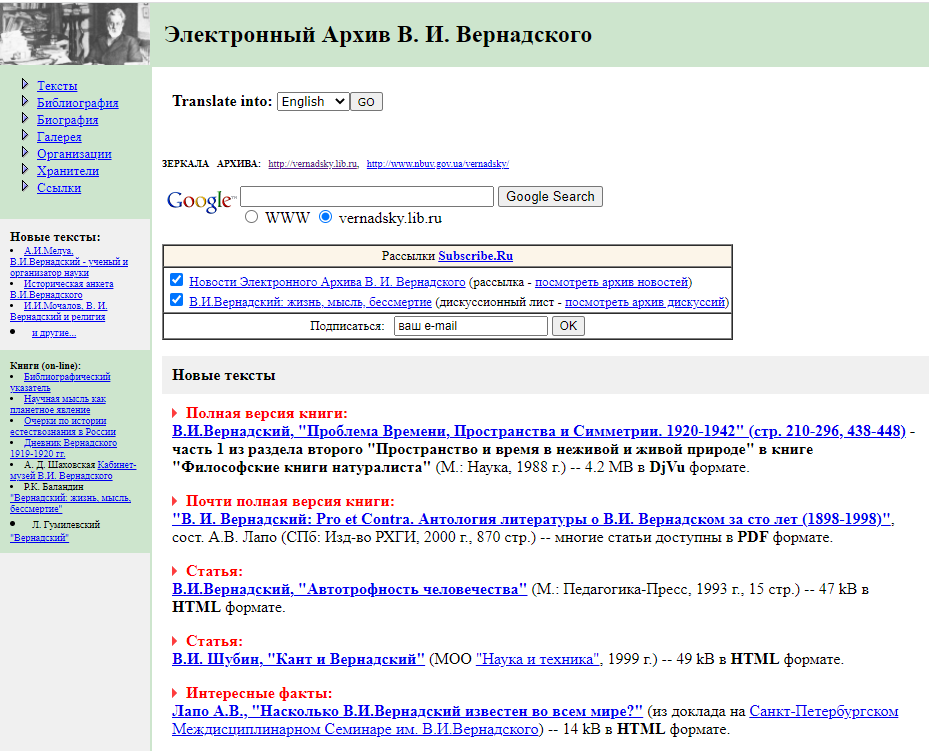 Электронный Архив В. И. Вернадского
Тексты
Библиография
Биография
Галерея
Организации
Хранители
Ссылки
Новые тексты:
А.И.Мелуа.
В.И.Вернадский - ученый и
организатор науки
Историческая анкета
В.И.Вернадского
И.И.Мочалов, В. И.
Вернадский и религия
и другие...
Книги (on-line):
Библиографический
указатель
Научная мысль как
планетное явление
Очерки по истории
естествознания в России
Дневник Вернадского
1919-1920 гг.
А. Д. Шаховская Кабинет-
музей В.И. Вернадского
Р.К. Баландин
"Вернадский: жизнь, мысль,
бессмертие"
Л. Гумилевский
"Вернадский"
Translate into: English GO
ЗЕРКАЛА АРХИВА: http://vernadsky.lib.ru, http://www.nbuv.gov.ua/vernadsky/
Google™ Google Search
WWW vernadsky.lib.ru
Рассылки Subscribe.Ru
Новости Электронного Архива В. И. Вернадского (рассылка - посмотреть архив новостей)
В.И.Вернадский: жизнь, мысль, бессмертие (дискуссионный лист - посмотреть архив дискуссий)
Подписаться: ваш e-mail OK
Новые тексты
Полная версия книги:
В.И.Вернадский, "Проблема Времени, Пространства и Симметрии. 1920-1942" (стр. 210-296, 438-448) -
часть 1 из раздела второго "Пространство и время в неживой и живой природе" в книге
"Философские книги натуралиста" (М.: Наука, 1988 г.) -- 4.2 MB в DjVu формате.
Почти полная версия книги:
"В. И. Вернадский: Pro et Contra. Антология литературы о В.И. Вернадском за сто лет (1898-1998)",
сост. А.В. Лапо (СПб: Изд-во РХГИ, 2000 г., 870 стр.) -- многие статьи доступны в PDF формате.
Статья:
В.И.Вернадский, "Автотрофность человечества" (М.: Педагогика-Пресс, 1993 г., 15 стр.) -- 47 kB в
HTML формате.
Статья:
В.И. Шубин, "Кант и Вернадский" (МОО "Наука и техника", 1999 г.) -- 49 kB в HTML формате.
Интересные факты:
Лапо А.В., "Насколько В.И.Вернадский известен во всем мире?" (из доклада на Санкт-Петербургском
Междисциплинарном Семинаре им. В.И.Вернадского) -- 14 kB в HTML формате.